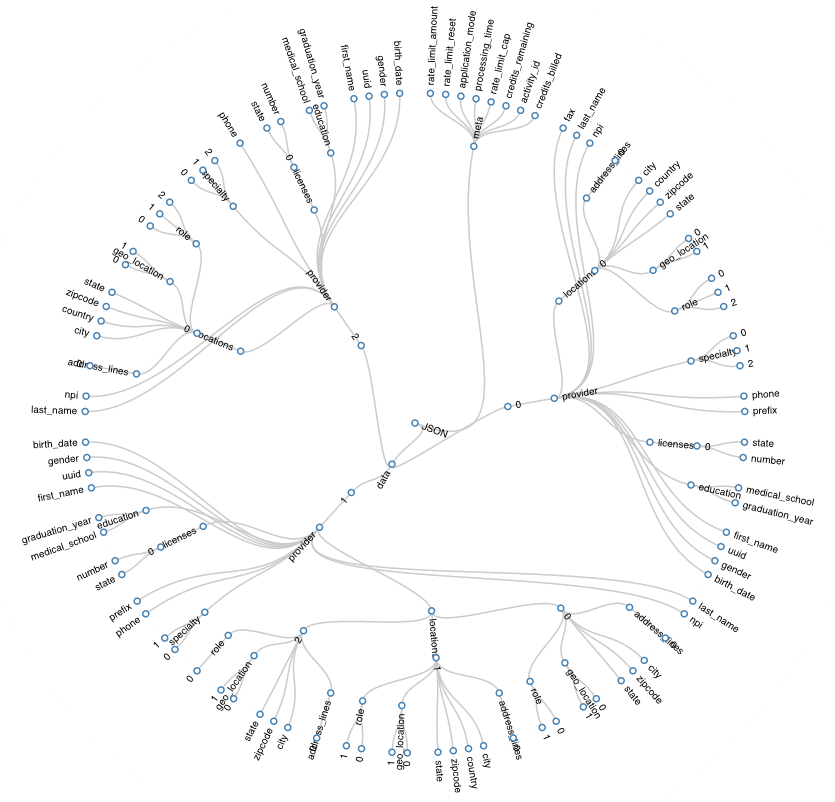 JSON
meta
rate_limit_amount
rate_limit_reset
application_mode
processing_time
rate_limit_cap
credits_remaining
activity_id
credits_billed
data
0
provider
fax
last_name
npi
locations
0
address_lines
0
city
country
zipcode
state
geo_location
0
1
role
0
1
2
specialty
0
1
2
phone
prefix
licenses
0
state
number
education
medical_school
graduation_year
first_name
uuid
gender
birth_date
1
provider
last_name
npi
locations
0
address_lines
0
city
zipcode
state
geo_location
0
1
role
0
1
1
address_lines
0
city
country
zipcode
state
geo_location
0
1
role
0
1
2
address_lines
0
city
zipcode
state
geo_location
0
1
role
0
specialty
0
1
phone
prefix
licenses
0
state
number
education
medical_school
graduation_year
first_name
uuid
gender
birth_date
2
provider
last_name
npi
locations
0
address_lines
0
city
country
zipcode
state
geo_location
0
1
role
0
1
2
specialty
0
1
2
phone
licenses
0
state
number
education
medical_school
graduation_year
first_name
uuid
gender
birth_date